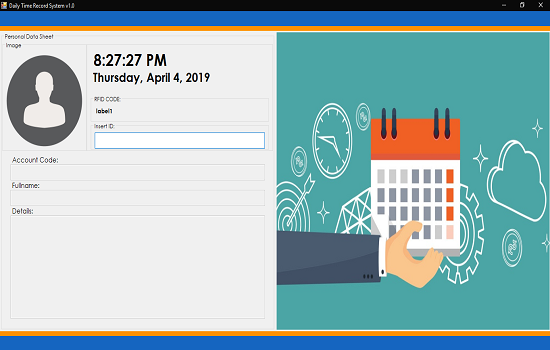 Daily Time Record System v1.0
Personal Data Sheet
Image
8:27:27 PM
Thursday, April 4, 2019
RFID CODE:
label1
Insert ID:
Account Code:
Fullname:
Details: